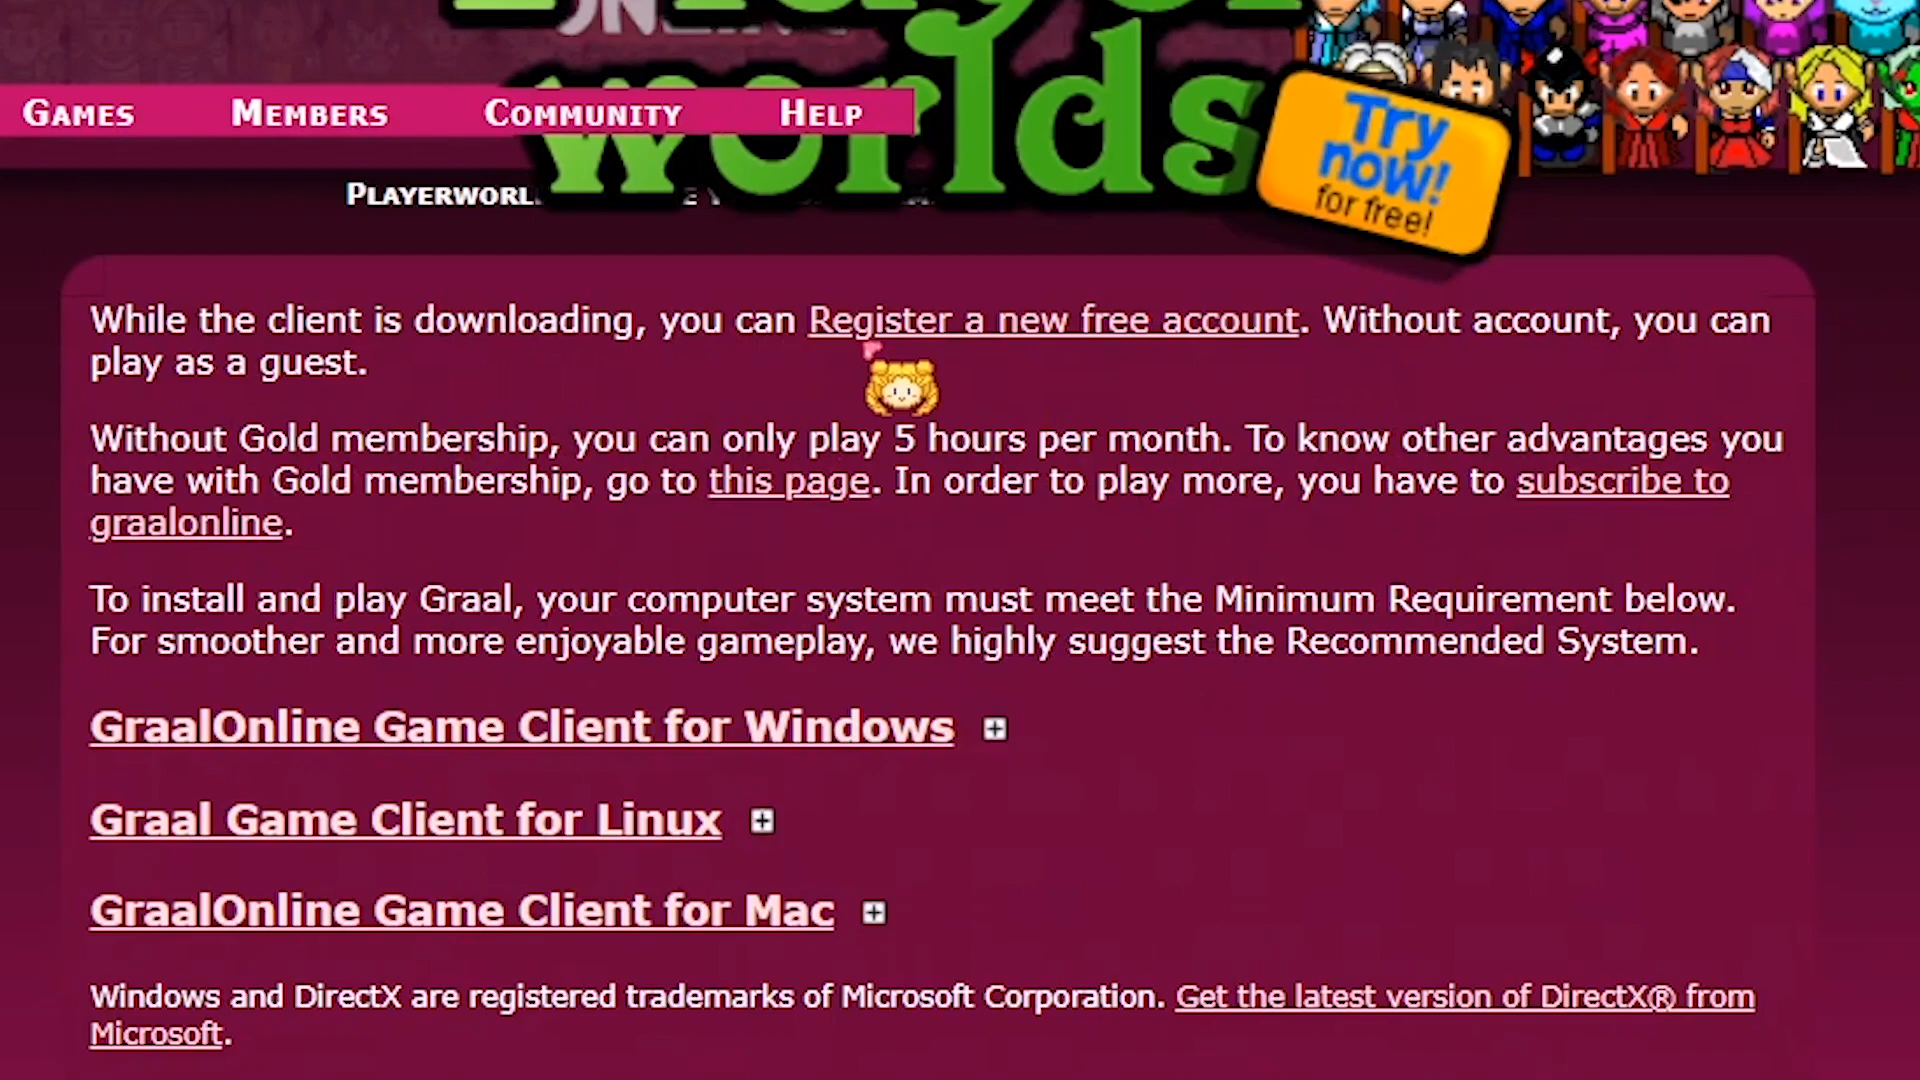 worlds
Games Members Community Help
Try
now!
for free!
While the client is downloading, you can Register a new free account. Without account, you can
play as a guest.
Without Gold membership, you can only play 5 hours per month. To know other advantages you
have with Gold membership, go to this page. In order to play more, you have to subscribe to
graalonline.
To install and play Graal, your computer system must meet the Minimum Requirement below.
For smoother and more enjoyable gameplay, we highly suggest the Recommended System.
GraalOnline Game Client for Windows
Graal Game Client for Linux
GraalOnline Game Client for Mac
Windows and DirectX are registered trademarks of Microsoft Corporation. Get the latest version of DirectX® from
Microsoft.